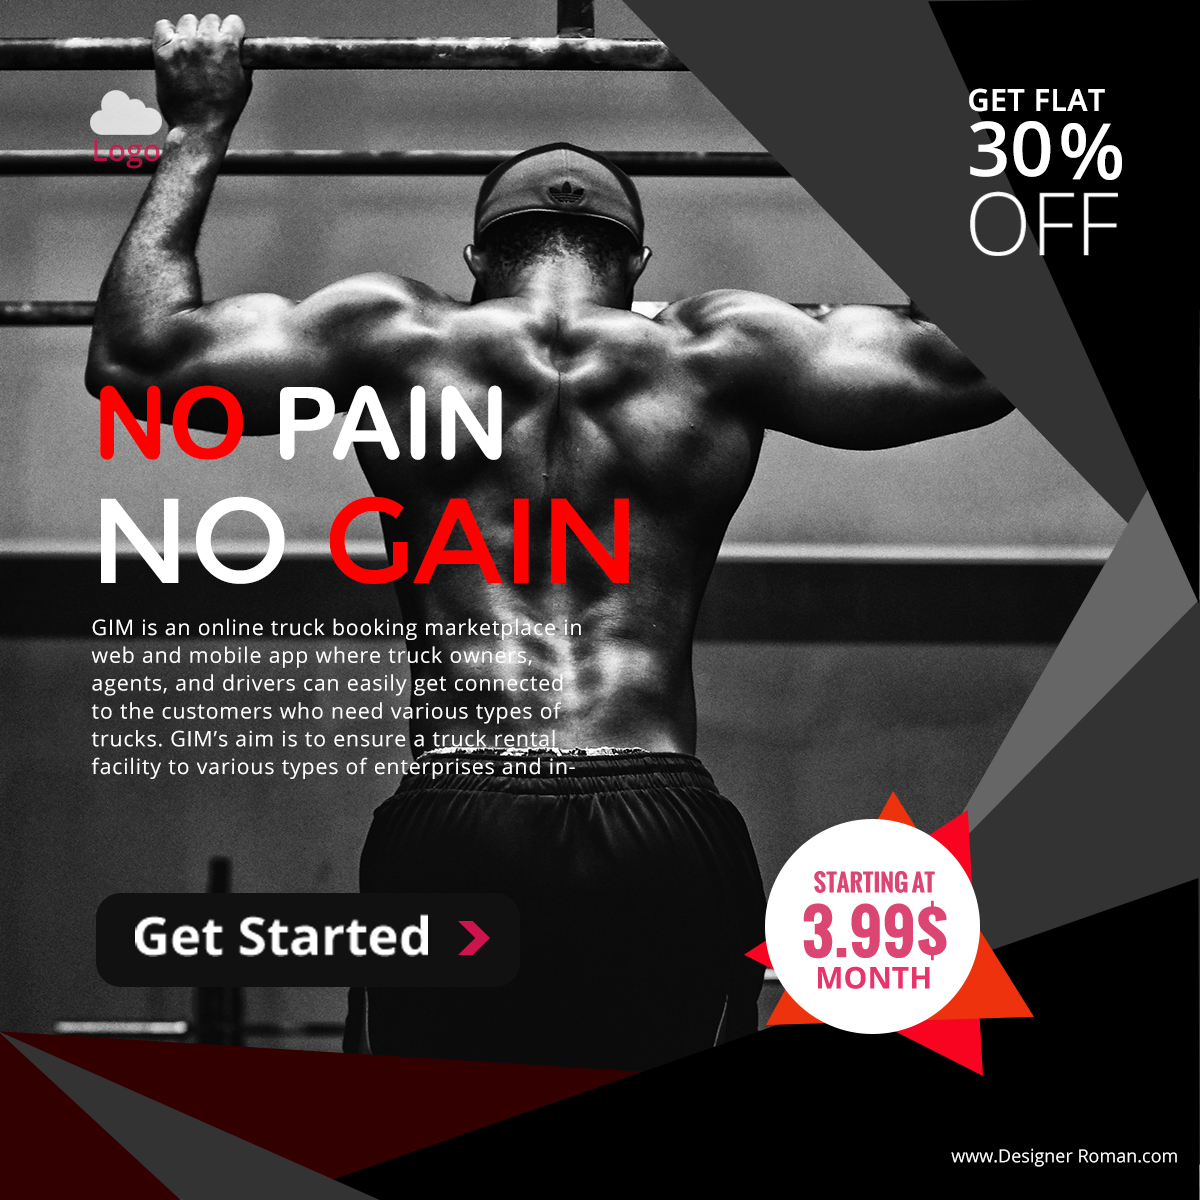 Logo
GET FLAT
30%
OFF
NO PAIN
NO GAIN
GIM is an online truck booking marketplace in
web and mobile app where truck owners,
agents, and drivers can easily get connected
to the customers who need various types of
trucks. GIM’s aim is to ensure a truck rental
facility to various types of enterprises and in-
Get Started
STARTING AT
3.99$
MONTH
www.Designer Roman.com